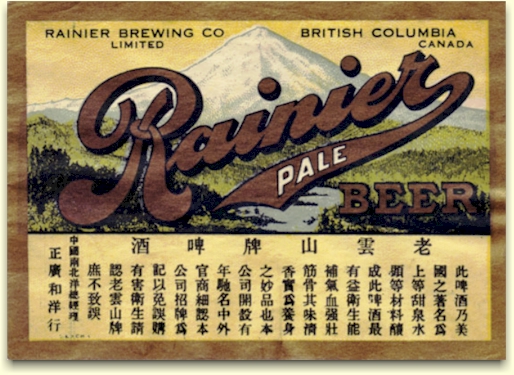 RAINIER BREWING CO
LIMITED
BRITISH COLUMBIA
CANADA
Rainier
PALE
BEER
老雲山牌啤酒
此啤酒乃美
國之著名爲
上等甜泉水
頭等材料釀
成此啤酒最
有益衛生能
補氣血強壯
筋骨其味清
香實爲養身
之妙品也本
公司開設有
年馳名中外
官商細認本
公司招牌爲
記以免誤購
有害衛生請
認老雲山牌
庶不致誤
中國南北洋總經理
正廣和洋行